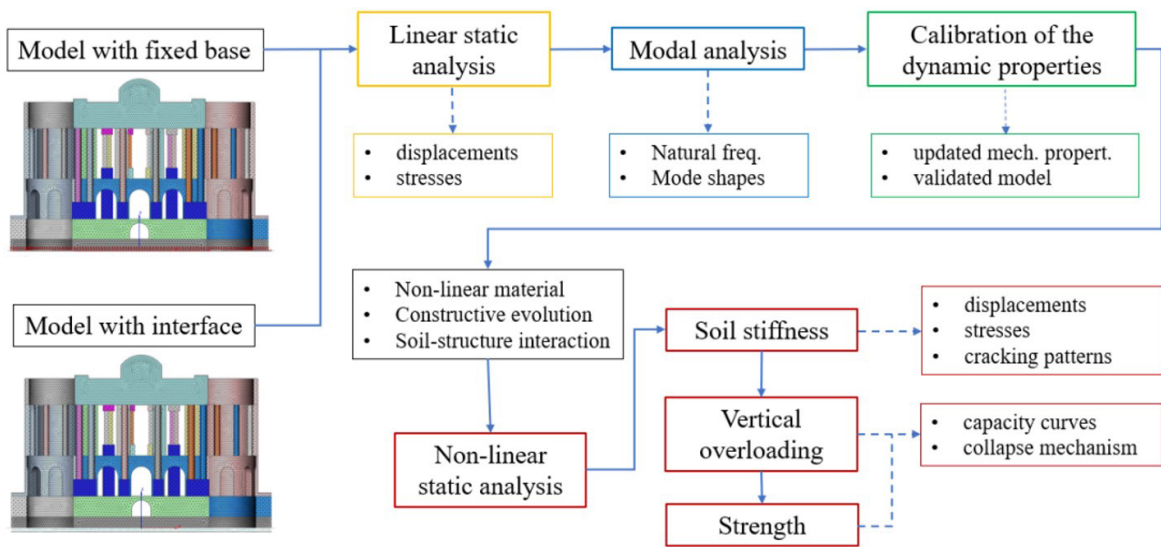 Model with fixed base
Linear static
analysis
Modal analysis
Calibration of the
dynamic properties
• displacements
• stresses
• Natural freq.
• Mode shapes
• updated mech. propert.
• validated model
Model with interface
• Non-linear material
• Constructive evolution
• Soil-structure interaction
Non-linear
static analysis
Soil stiffness
Vertical
overloading
Strength
• displacements
• stresses
• cracking patterns
• capacity curves
• collapse mechanism